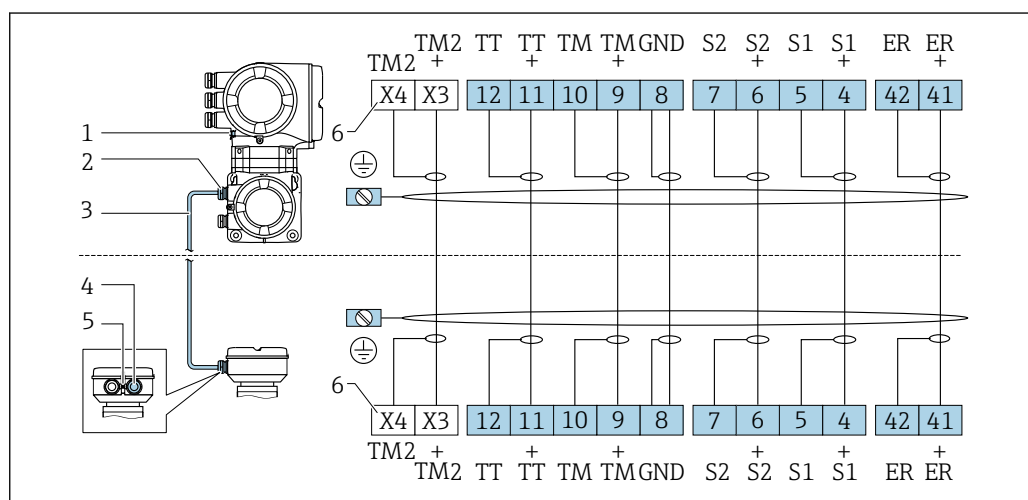 TM2 TT TT TM TM GND S2 S2 S1 S1 ER ER
TM2 + + + + + +
X4 X3 12 11 10 9 8 7 6 5 4 42 41
6
1
2
3
4
5
6
X4 X3 12 11 10 9 8 7 6 5 4 42 41
TM2 + + + + + +
TM2 TT TT TM TM GND S2 S2 S1 S1 ER ER